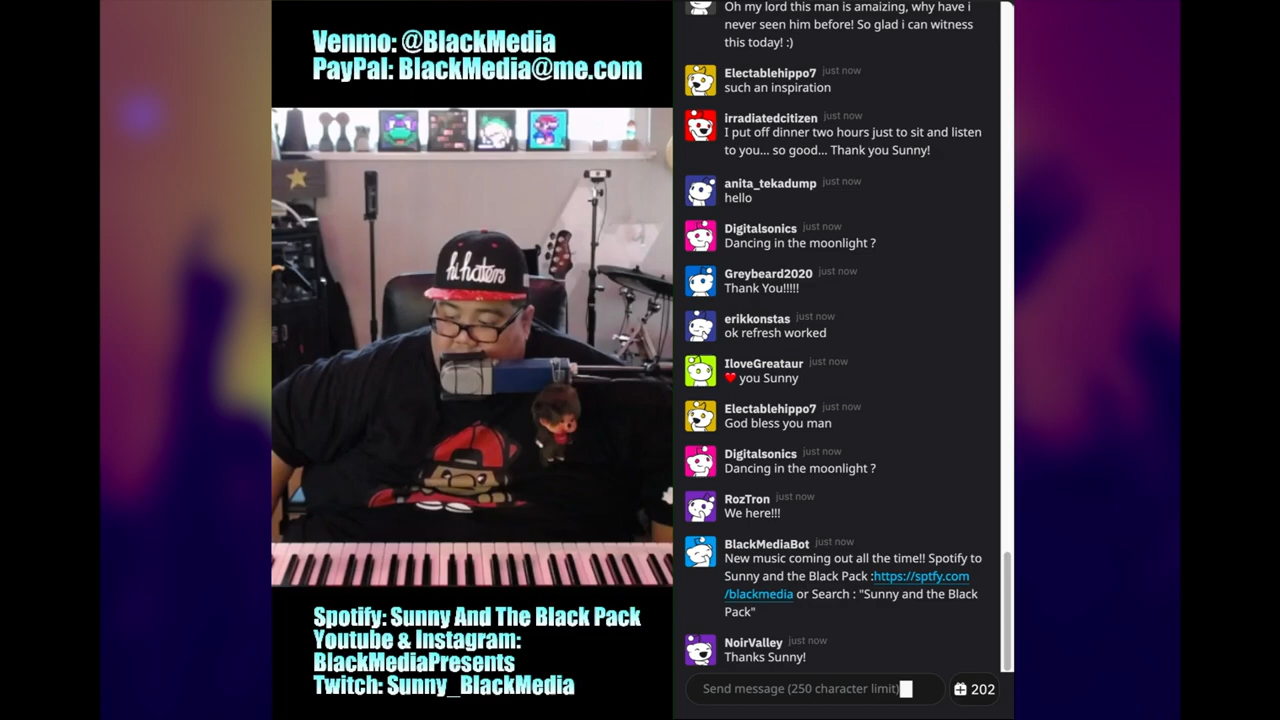 Venmo: @BlackMedia
PayPal: BlackMedia@me.com
hi haters
Spotify: Sunny And The Black Pack
Youtube & Instagram:
BlackMediaPresents
Twitch: Sunny_BlackMedia
Oh my lord this man is amaizing, why have i
never seen him before! So glad i can witness
this today! :)
Electablehippo7 just now
such an inspiration
irradiatedcitizen just now
I put off dinner two hours just to sit and listen
to you... so good... Thank you Sunny!
anita_tekadump just now
hello
Digitalsonics just now
Dancing in the moonlight ?
Greybeard2020 just now
Thank You!!!!!
erikkonstas just now
ok refresh worked
IloveGreataur just now
❤️ you Sunny
Electablehippo7 just now
God bless you man
Digitalsonics just now
Dancing in the moonlight ?
RozTron just now
We here!!!
BlackMediaBot just now
New music coming out all the time!! Spotify to
Sunny and the Black Pack :https://sptfy.com
/blackmedia or Search : "Sunny and the Black
Pack"
NoirValley just now
Thanks Sunny!
Send message (250 character limit)
202